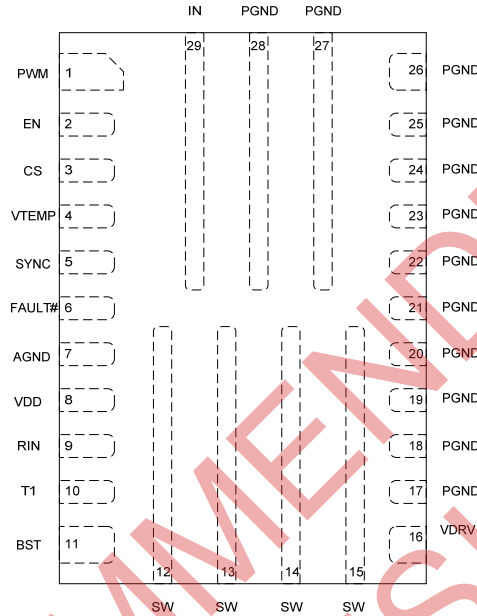 IN PGND PGND
29 28 27
PWM 1 26 PGND
EN 2 25 PGND
CS 3 24 PGND
VTEMP 4 23 PGND
SYNC 5 22 PGND
FAULT# 6 21 PGND
AGND 7 20 PGND
VDD 8 19 PGND
RIN 9 18 PGND
T1 10 17 PGND
BST 11 16 VDRV
12 13 14 15
SW SW SW SW